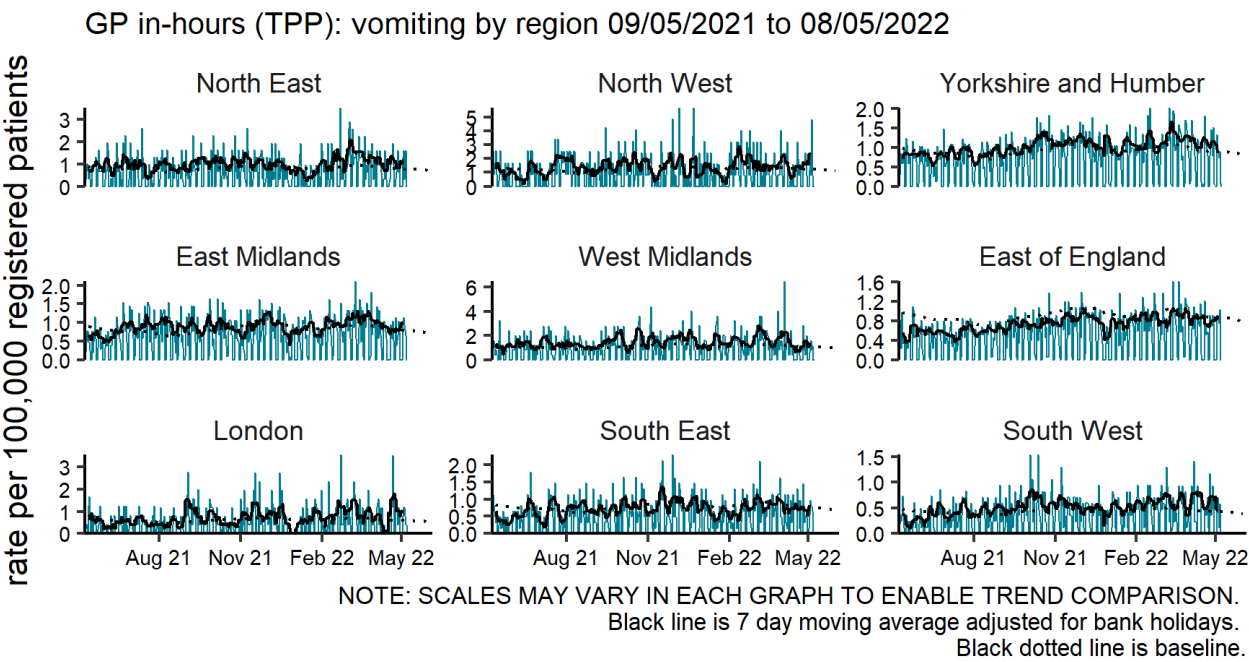 GP in-hours (TPP): vomiting by region 09/05/2021 to 08/05/2022
rate per 100,000 registered patients
North East
3
2
1
0
North West
5
4
3
2
1
0
Yorkshire and Humber
2.0
1.5
1.0
0.5
0.0
East Midlands
2.0
1.5
1.0
0.5
0.0
West Midlands
6
4
2
0
East of England
1.6
1.2
0.8
0.4
0.0
London
3
2
1
0
Aug 21 Nov 21 Feb 22 May 22
South East
2.0
1.5
1.0
0.5
0.0
Aug 21 Nov 21 Feb 22 May 22
South West
1.5
1.0
0.5
0.0
Aug 21 Nov 21 Feb 22 May 22
NOTE: SCALES MAY VARY IN EACH GRAPH TO ENABLE TREND COMPARISON.
Black line is 7 day moving average adjusted for bank holidays.
Black dotted line is baseline.